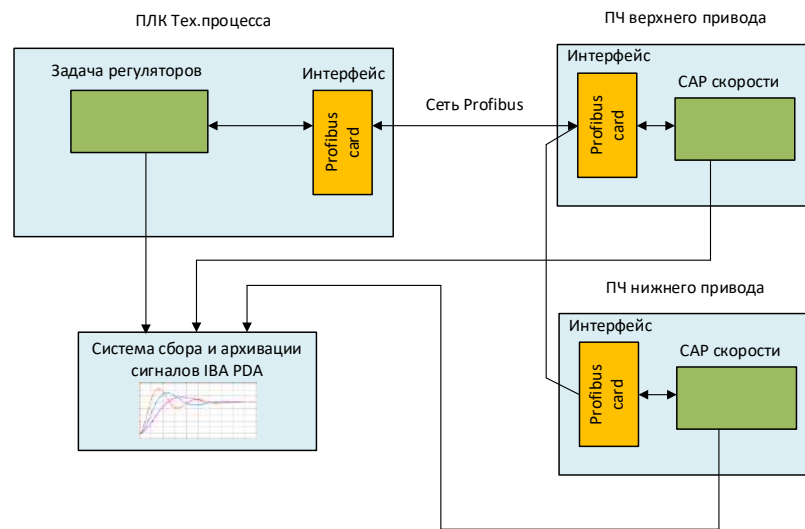 ПЛК Тех.процесса
Задача регуляторов
Интерфейс
Profibus
card
Сеть Profibus
ПЧ верхнего привода
Интерфейс
Profibus
card
САР скорости
ПЧ нижнего привода
Интерфейс
Profibus
card
САР скорости
Система сбора и архивации
сигналов IBA PDA